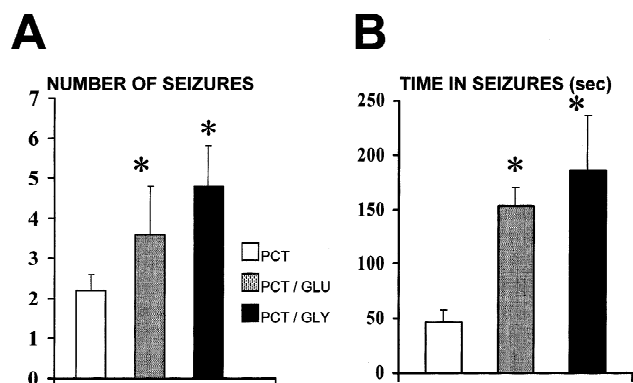 A
NUMBER OF SEIZURES
7
6
5
4
3
2
1
0
*
*
PCT
PCT / GLU
PCT / GLY
B
TIME IN SEIZURES (sec)
250
200
150
100
50
0
*
*